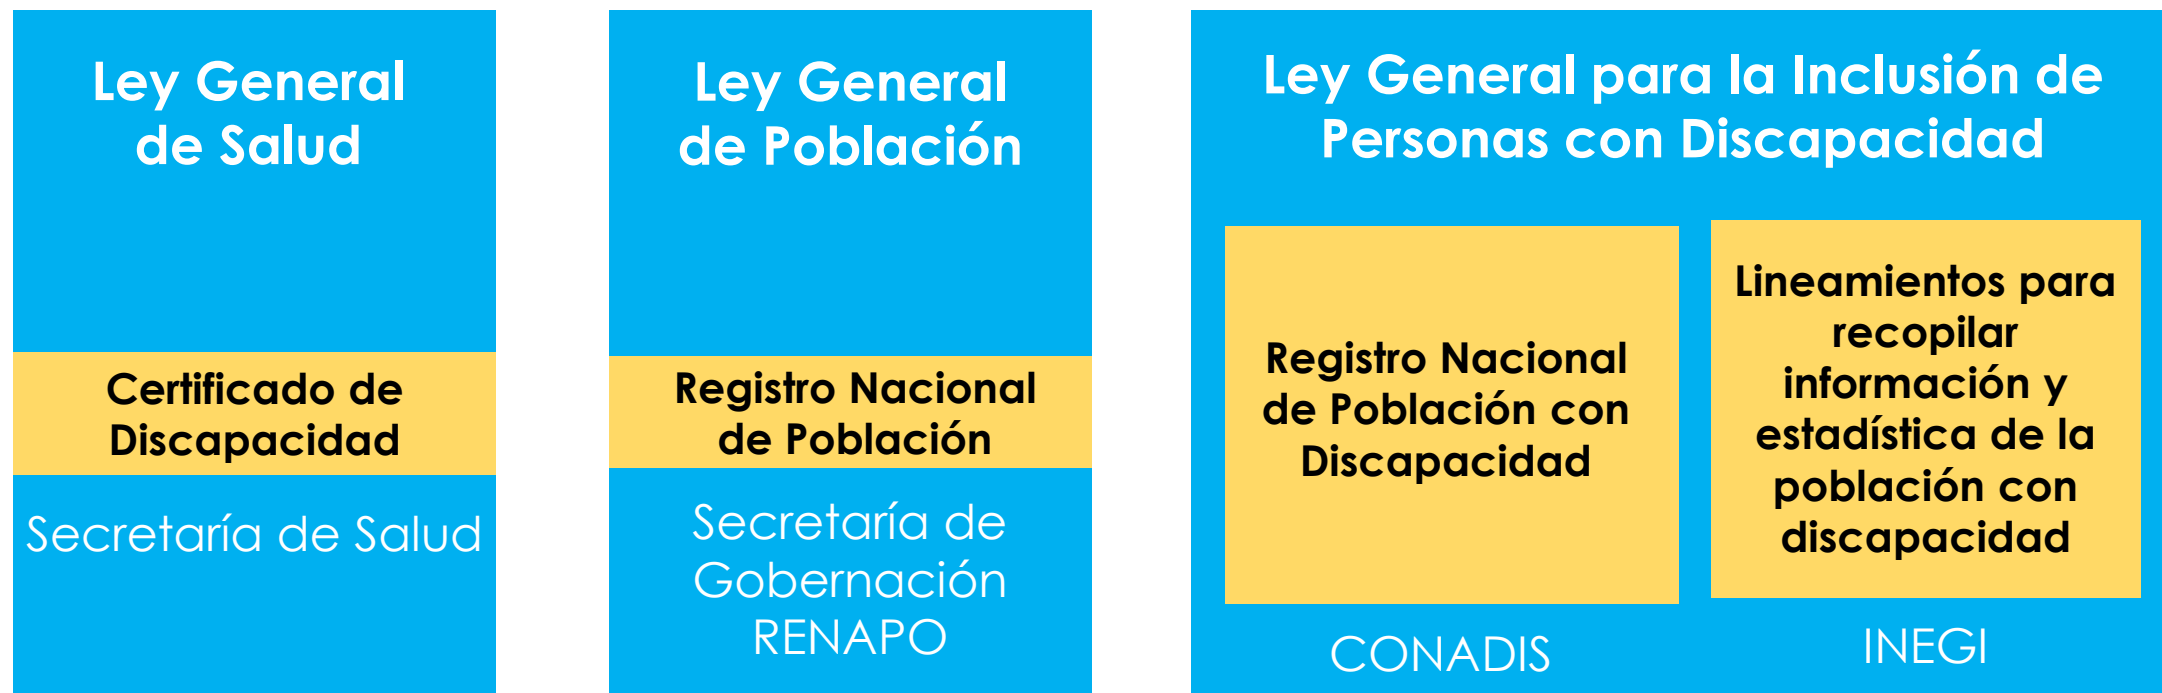 Ley General
de Salud
Certificado de
Discapacidad
Secretaría de Salud
Ley General
de Población
Registro Nacional
de Población
Secretaría de
Gobernación
RENAPO
Ley General para la Inclusión de
Personas con Discapacidad
Registro Nacional
de Población con
Discapacidad
CONADIS
Lineamientos para
recopilar
información y
estadística de la
población con
discapacidad
INEGI